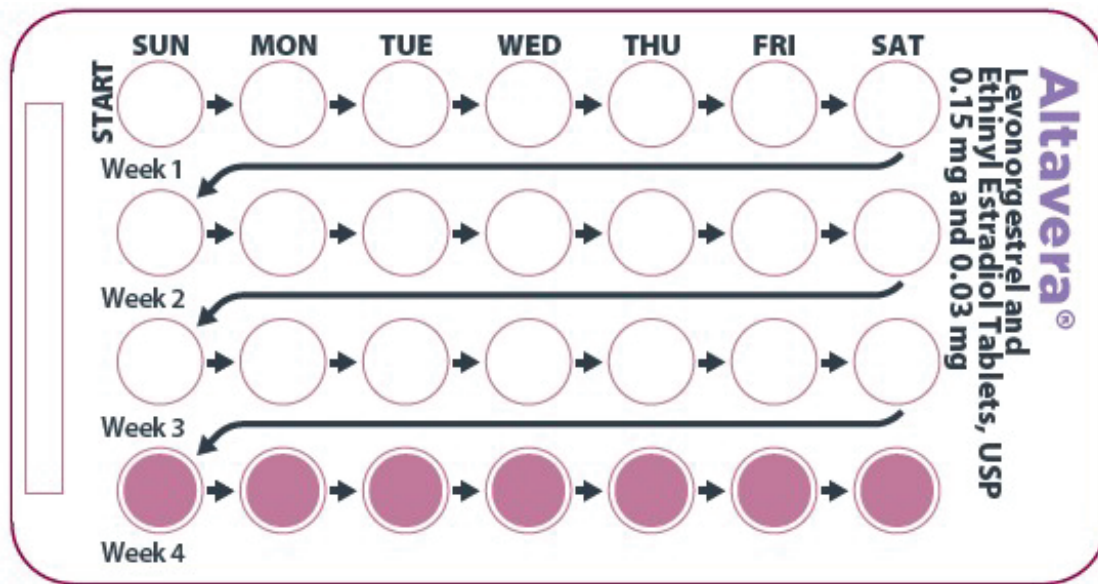 SUN MON TUE WED THU FRI SAT
START
Week 1
Week 2
Week 3
Week 4
Altavera®
Levonorgestrel and
Ethinyl Estradiol Tablets, USP
0.15 mg and 0.03 mg